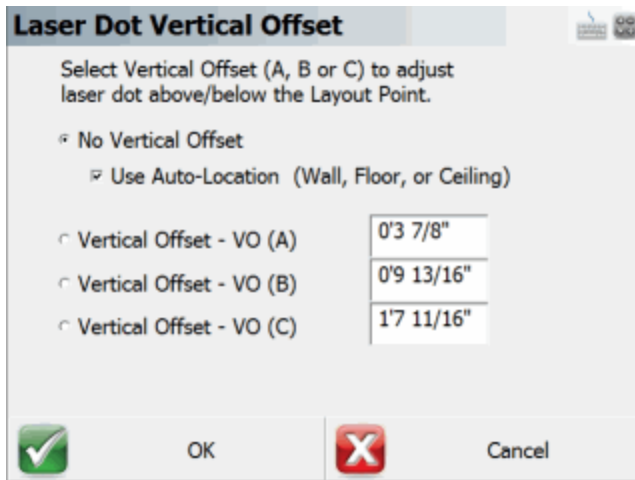 Laser Dot Vertical Offset
Select Vertical Offset (A, B or C) to adjust
laser dot above/below the Layout Point.
No Vertical Offset
Use Auto-Location (Wall, Floor, or Ceiling)
Vertical Offset - VO (A) 0'3 7/8"
Vertical Offset - VO (B) 0'9 13/16"
Vertical Offset - VO (C) 1'7 11/16"
OK Cancel